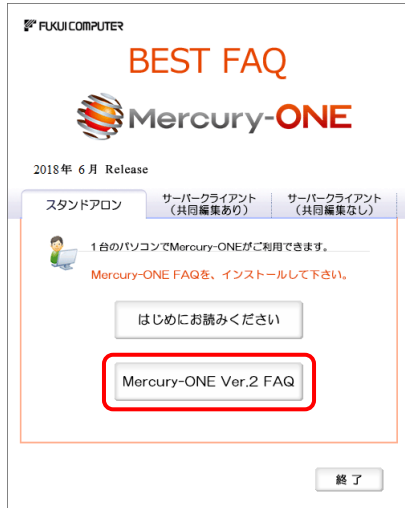 FUKUI COMPUTER
BEST FAQ
Mercury-ONE
2018年 6月 Release
スタンドアロン
サーバークライアント
（共同編集あり）
サーバークライアント
（共同編集なし）
1台のパソコンでMercury-ONEがご利用できます。
Mercury-ONE FAQを、インストールして下さい。
はじめにお読みください
Mercury-ONE Ver.2 FAQ
終了